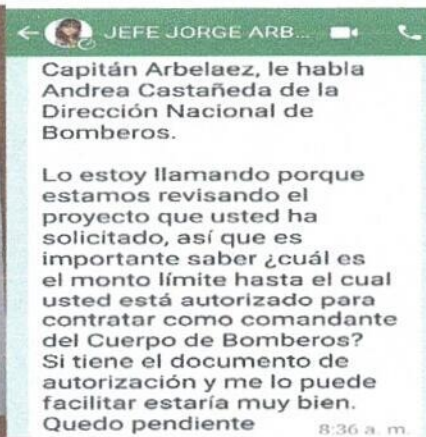 JEFE JORGE ARB...
Capitán Arbelaez, le habla
Andrea Castañeda de la
Dirección Nacional de
Bomberos.
Lo estoy llamando porque
estamos revisando el
proyecto que usted ha
solicitado, así que es
importante saber ¿cuál es
el monto límite hasta el cual
usted está autorizado para
contratar como comandante
del Cuerpo de Bomberos?
Si tiene el documento de
autorización y me lo puede
facilitar estaría muy bien.
Quedo pendiente 8:36 a. m.